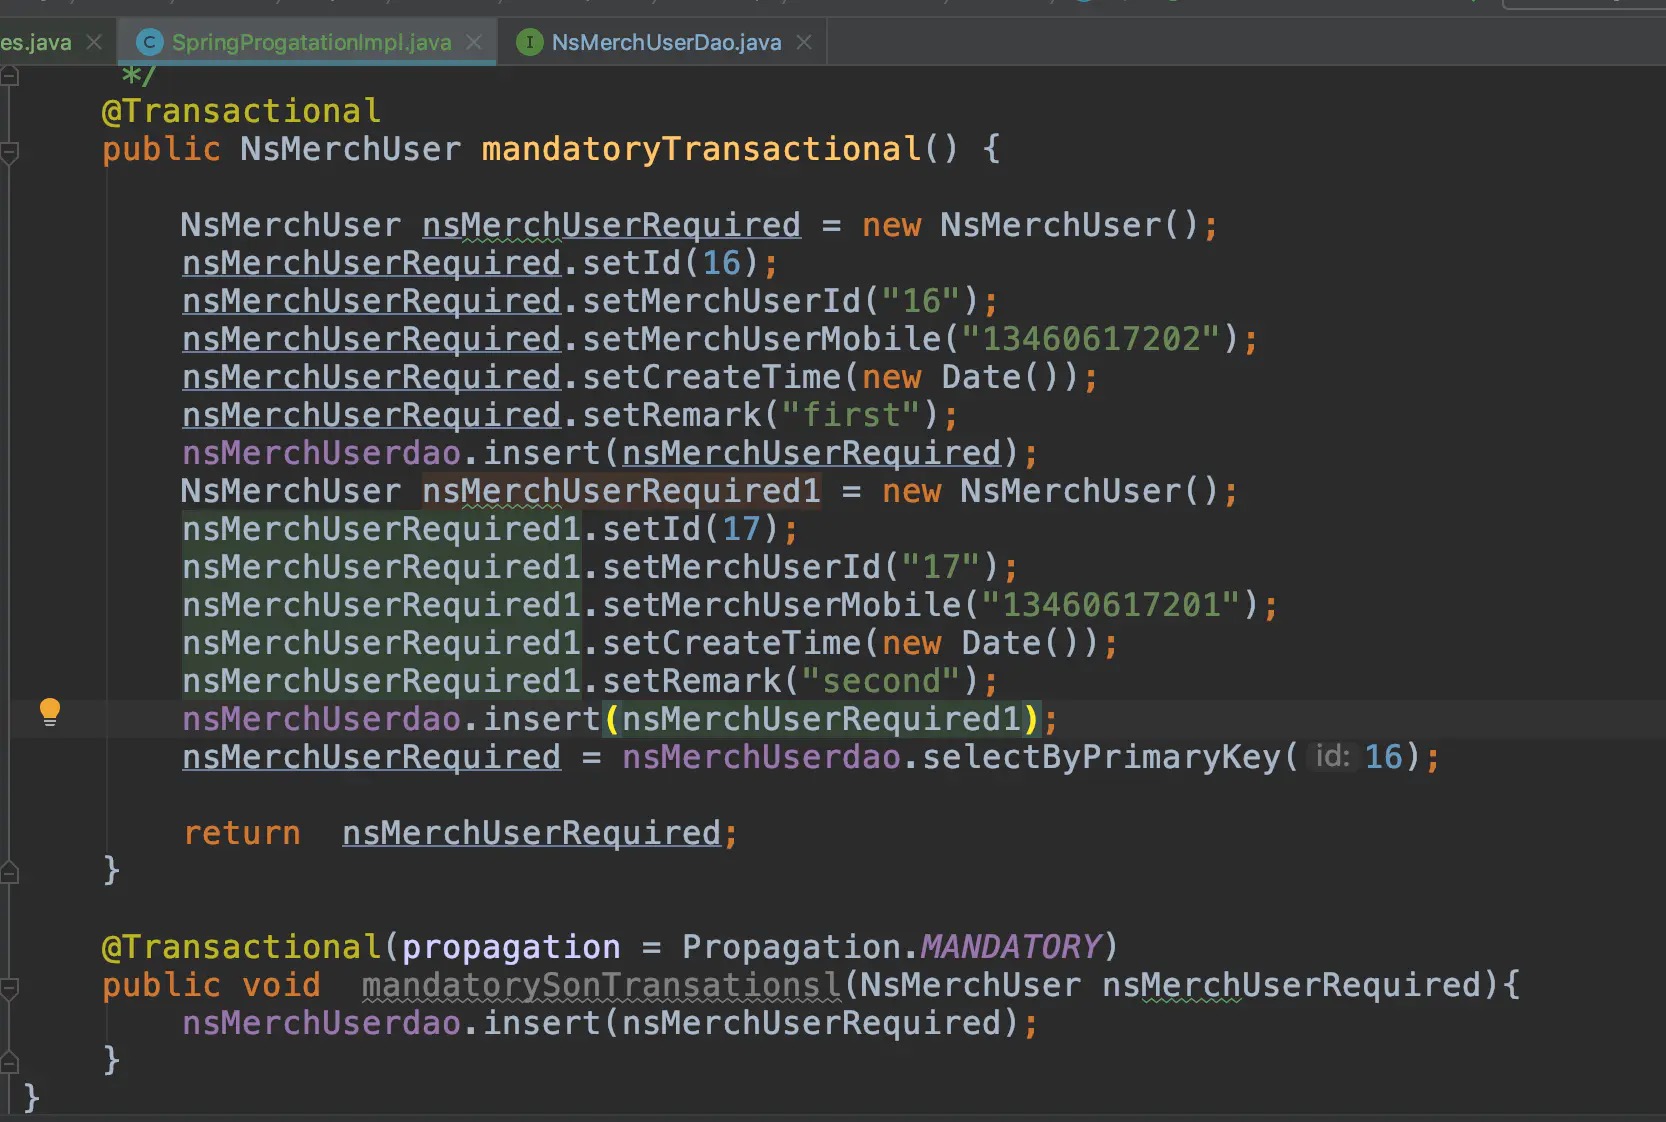 es.java
C SpringProgatationImpl.java
I NsMerchUserDao.java
*/
@Transactional
public NsMerchUser mandatoryTransactional() {
NsMerchUser nsMerchUserRequired = new NsMerchUser();
nsMerchUserRequired.setId(16);
nsMerchUserRequired.setMerchUserId("16");
nsMerchUserRequired.setMerchUserMobile("13460617202");
nsMerchUserRequired.setCreateTime(new Date());
nsMerchUserRequired.setRemark("first");
nsMerchUserdao.insert(nsMerchUserRequired);
NsMerchUser nsMerchUserRequired1 = new NsMerchUser();
nsMerchUserRequired1.setId(17);
nsMerchUserRequired1.setMerchUserId("17");
nsMerchUserRequired1.setMerchUserMobile("13460617201");
nsMerchUserRequired1.setCreateTime(new Date());
nsMerchUserRequired1.setRemark("second");
nsMerchUserdao.insert(nsMerchUserRequired1);
nsMerchUserRequired = nsMerchUserdao.selectByPrimaryKey( id: 16);
return  nsMerchUserRequired;
}
@Transactional(propagation = Propagation.MANDATORY)
public void  mandatorySonTransationsl(NsMerchUser nsMerchUserRequired){
nsMerchUserdao.insert(nsMerchUserRequired);
}
}